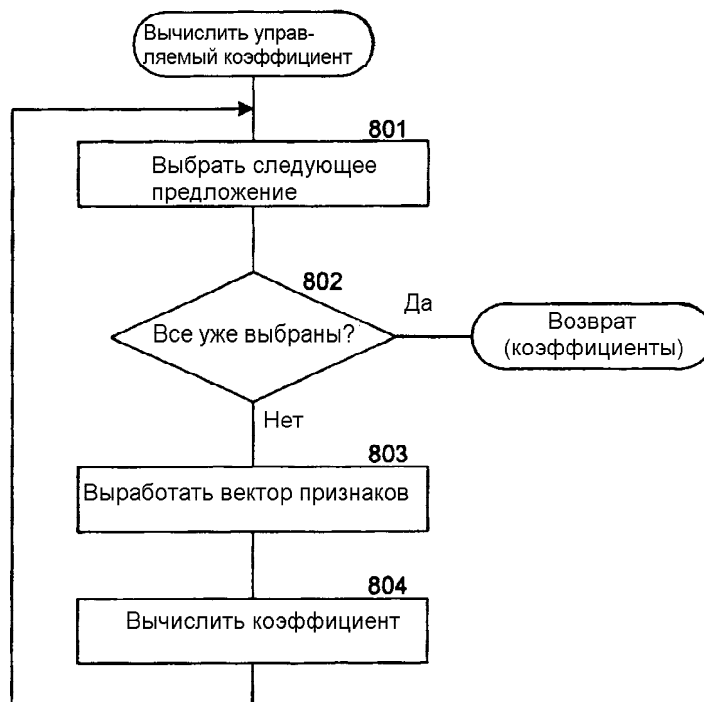 Вычислить управ-
ляемый коэффициент
801
Выбрать следующее
предложение
802
Все уже выбраны?
Да
Возврат
(коэффициенты)
Нет
803
Выработать вектор признаков
804
Вычислить коэффициент